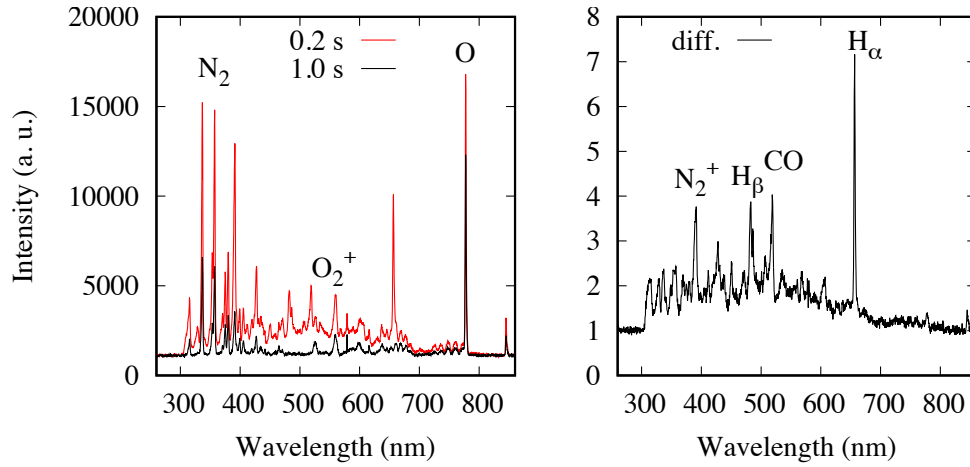 0.2 s
1.0 s
N₂
O
O₂⁺
20000
15000
10000
5000
0
Intensity (a. u.)
300 400 500 600 700 800
Wavelength (nm)
diff.
Hα
N₂⁺
Hβ
CO
8
7
6
5
4
3
2
1
0
300 400 500 600 700 800
Wavelength (nm)